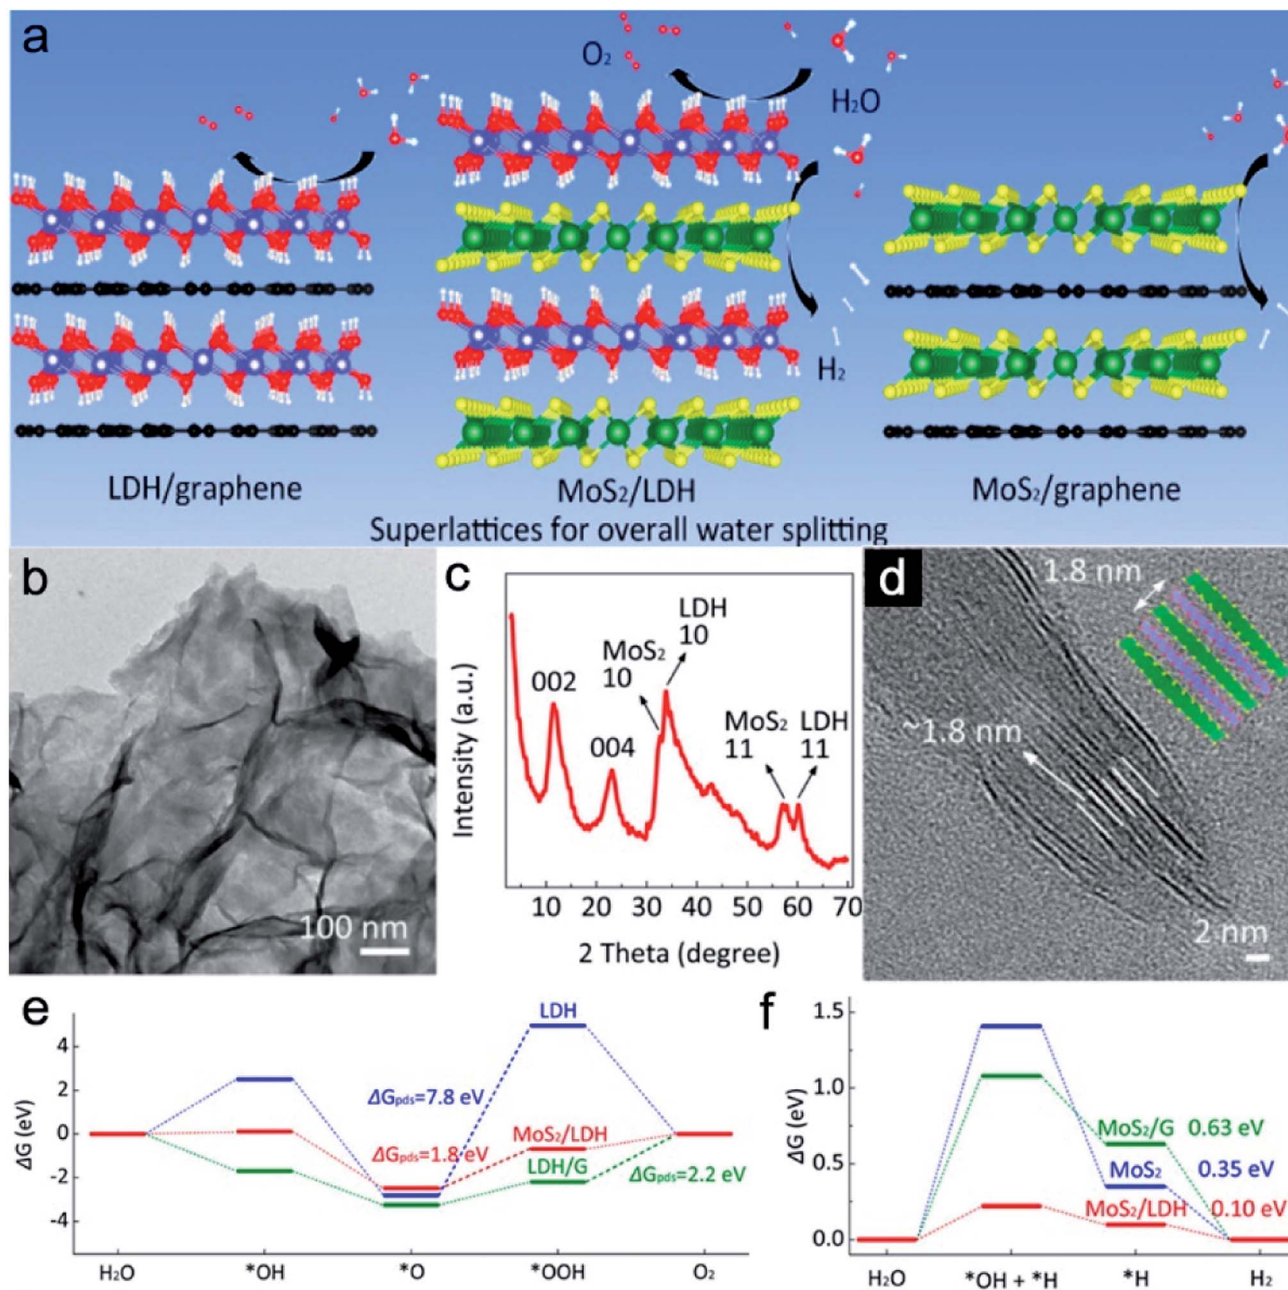 a
O₂
H₂O
H₂
LDH/graphene
MoS₂/LDH
MoS₂/graphene
Superlattices for overall water splitting
b
100 nm
c
Intensity (a.u.)
002
004
MoS₂
10
LDH
10
MoS₂
11
LDH
11
10 20 30 40 50 60 70
2 Theta (degree)
d
1.8 nm
~1.8 nm
2 nm
e
ΔG (eV)
4
2
0
-2
-4
LDH
ΔGpds=7.8 eV
ΔGpds=1.8 eV
MoS₂/LDH
LDH/G
ΔGpds=2.2 eV
H₂O *OH *O *OOH O₂
f
ΔG (eV)
1.5
1.0
0.5
0.0
MoS₂/G 0.63 eV
MoS₂ 0.35 eV
MoS₂/LDH 0.10 eV
H₂O *OH + *H *H H₂